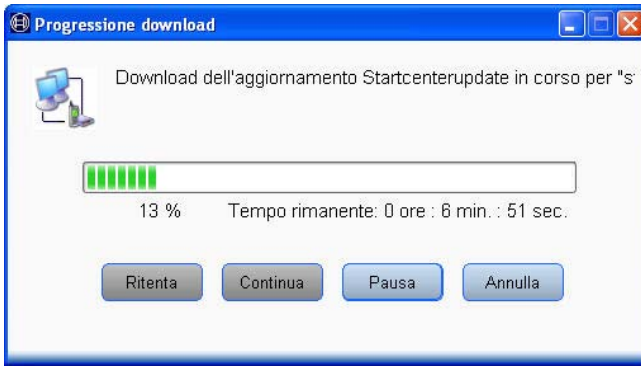 Progressione download
Download dell'aggiornamento Startcenterupdate in corso per "s
13 % Tempo rimanente: 0 ore : 6 min. : 51 sec.
Ritenta Continua Pausa Annulla